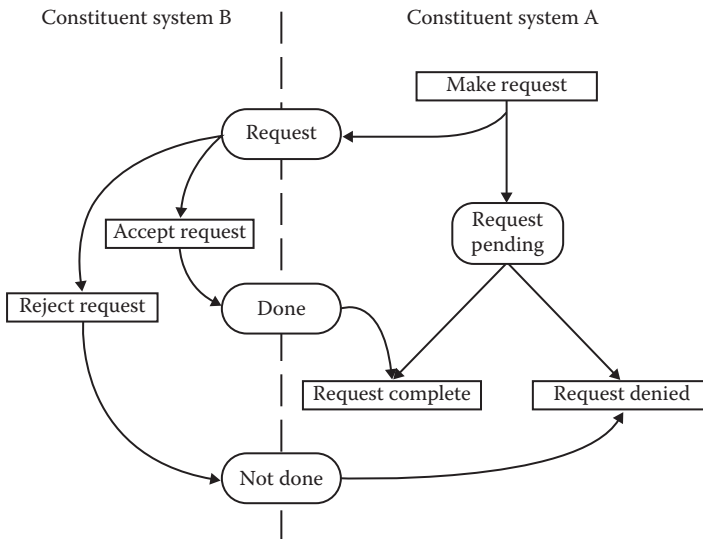 Constituent system B
Constituent system A
Make request
Request
Request
pending
Accept request
Reject request
Done
Request complete
Request denied
Not done